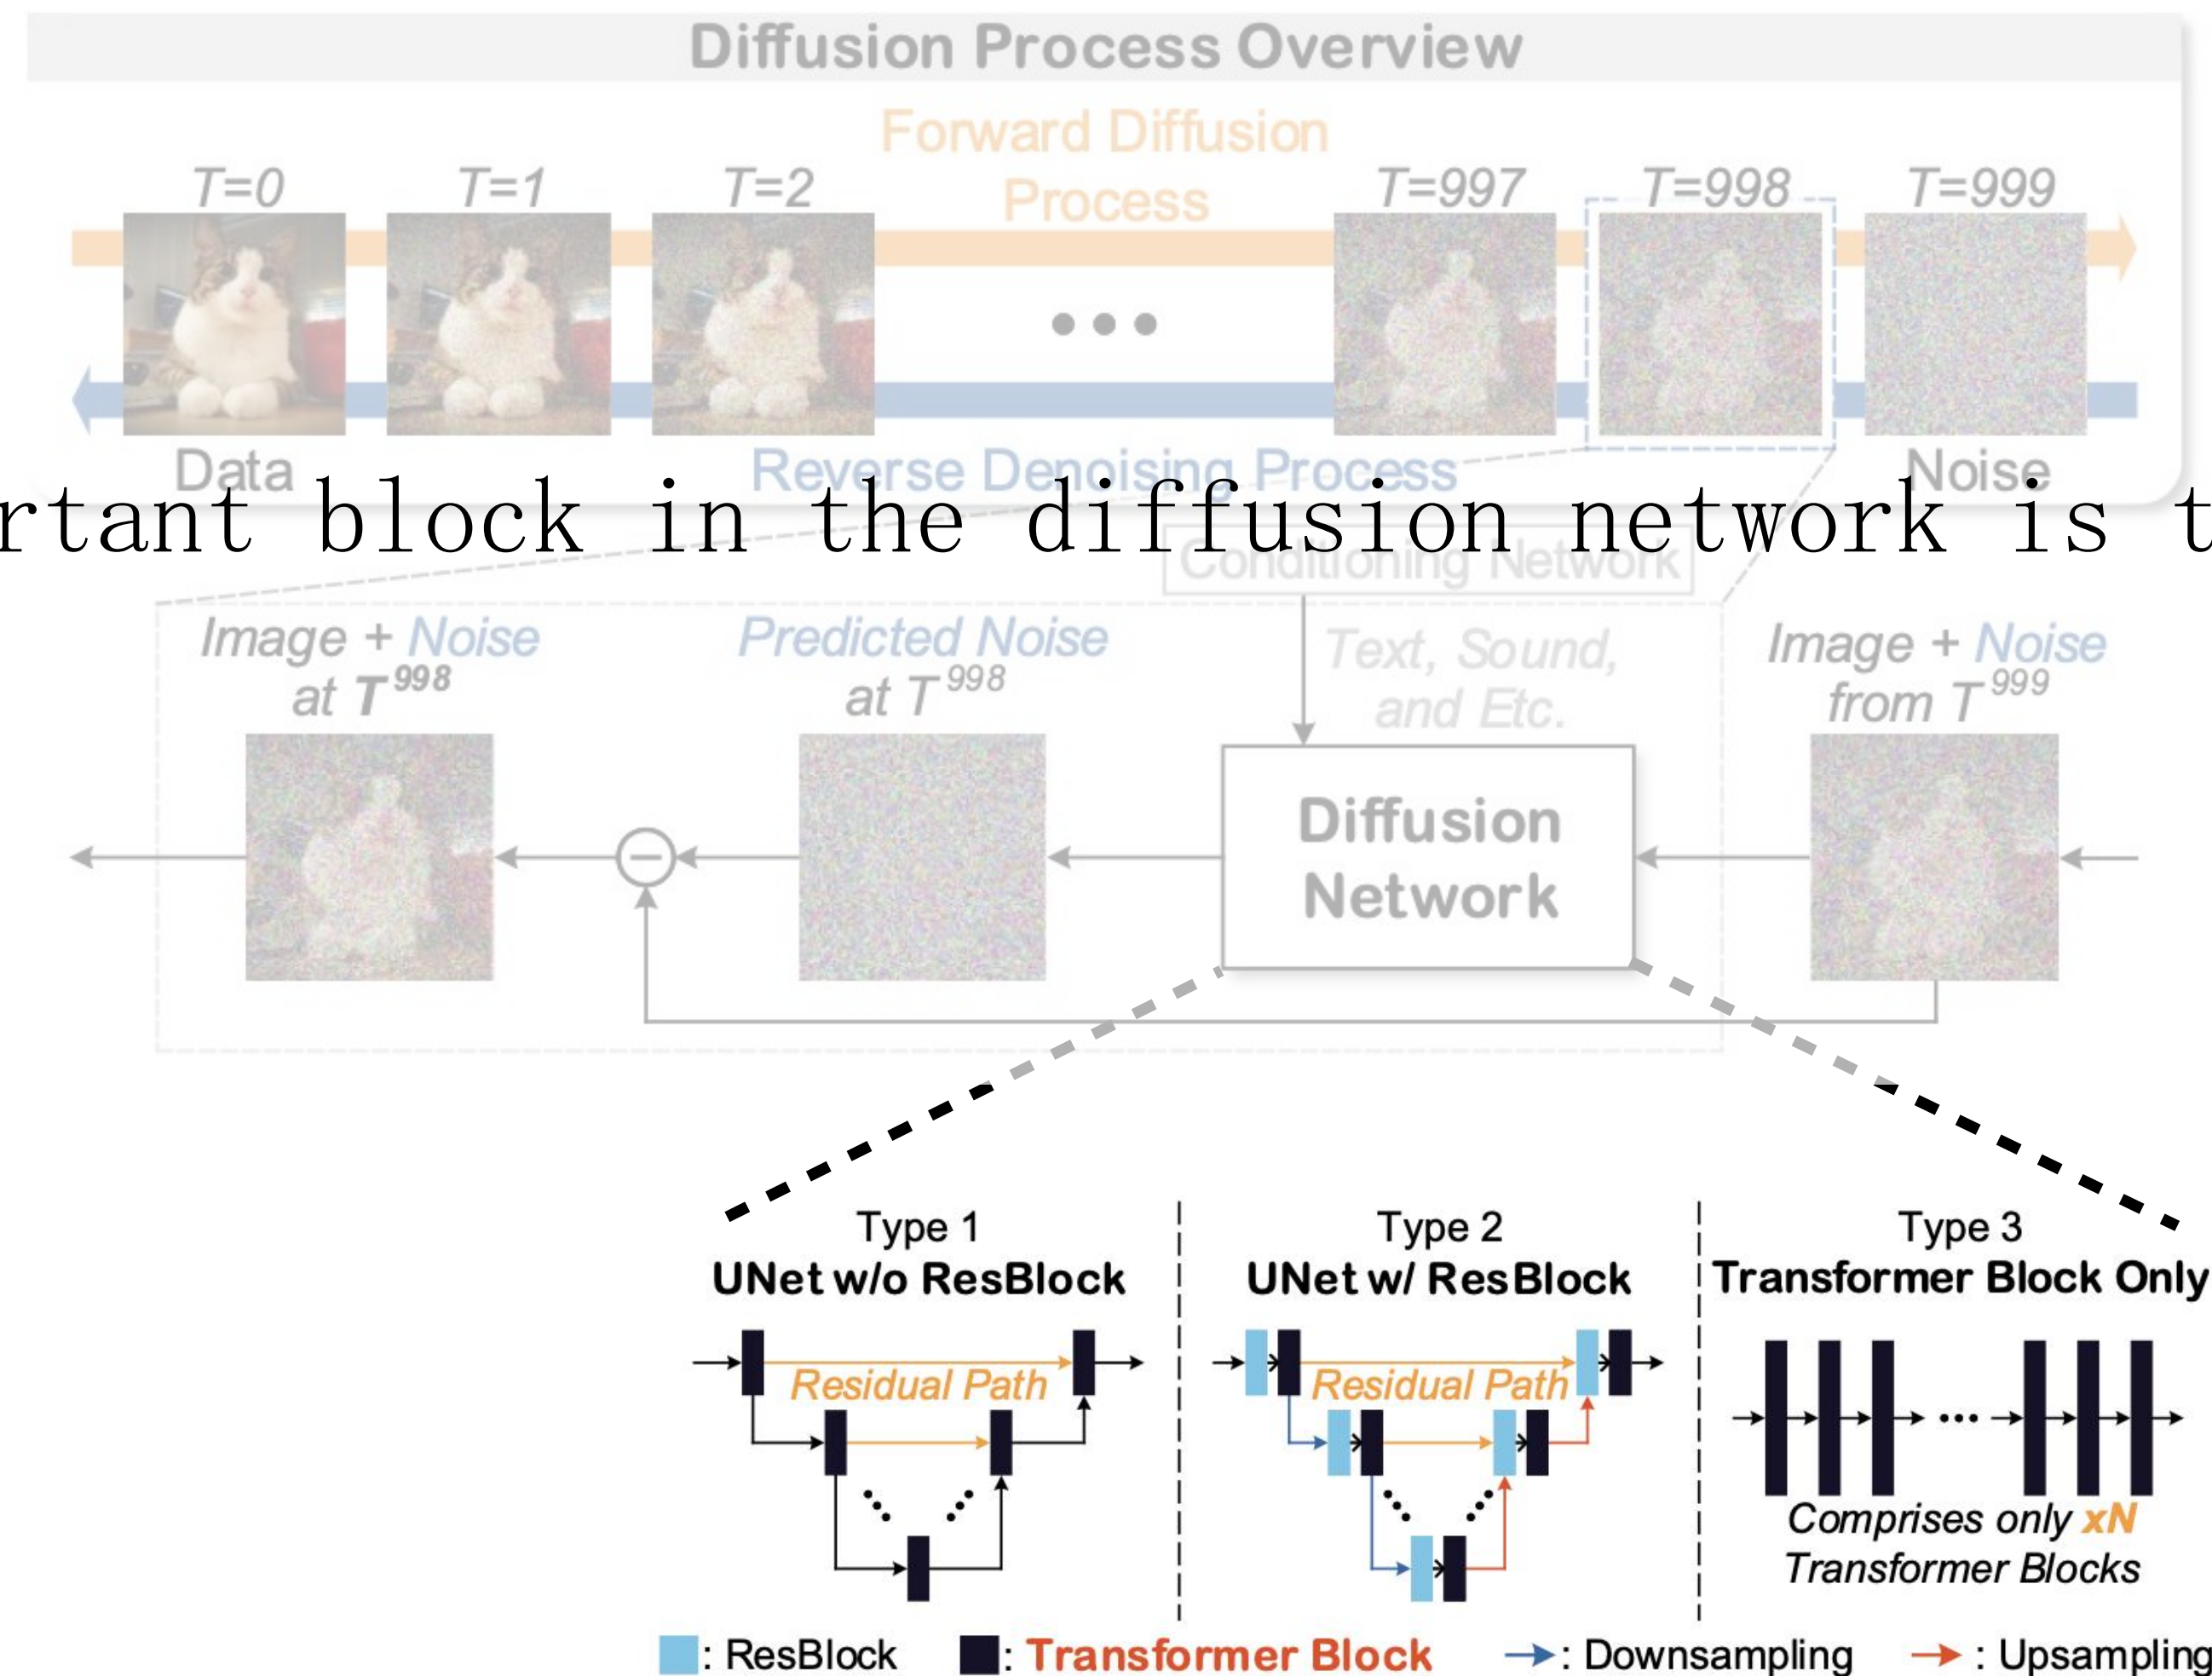 Diffusion Process Overview
Forward Diffusion
Process
T=0 T=1 T=2 T=997 T=998 T=999
Data Reverse Denoising Process Noise
rtant block in the diffusion network is t
Conditioning Network
Image + Noise
at T^998
Predicted Noise
at T^998
Text, Sound,
and Etc.
Image + Noise
from T^999
Diffusion
Network
Type 1
UNet w/o ResBlock
Residual Path
Type 2
UNet w/ ResBlock
Residual Path
Type 3
Transformer Block Only
Comprises only xN
Transformer Blocks
: ResBlock : Transformer Block : Downsampling : Upsampling